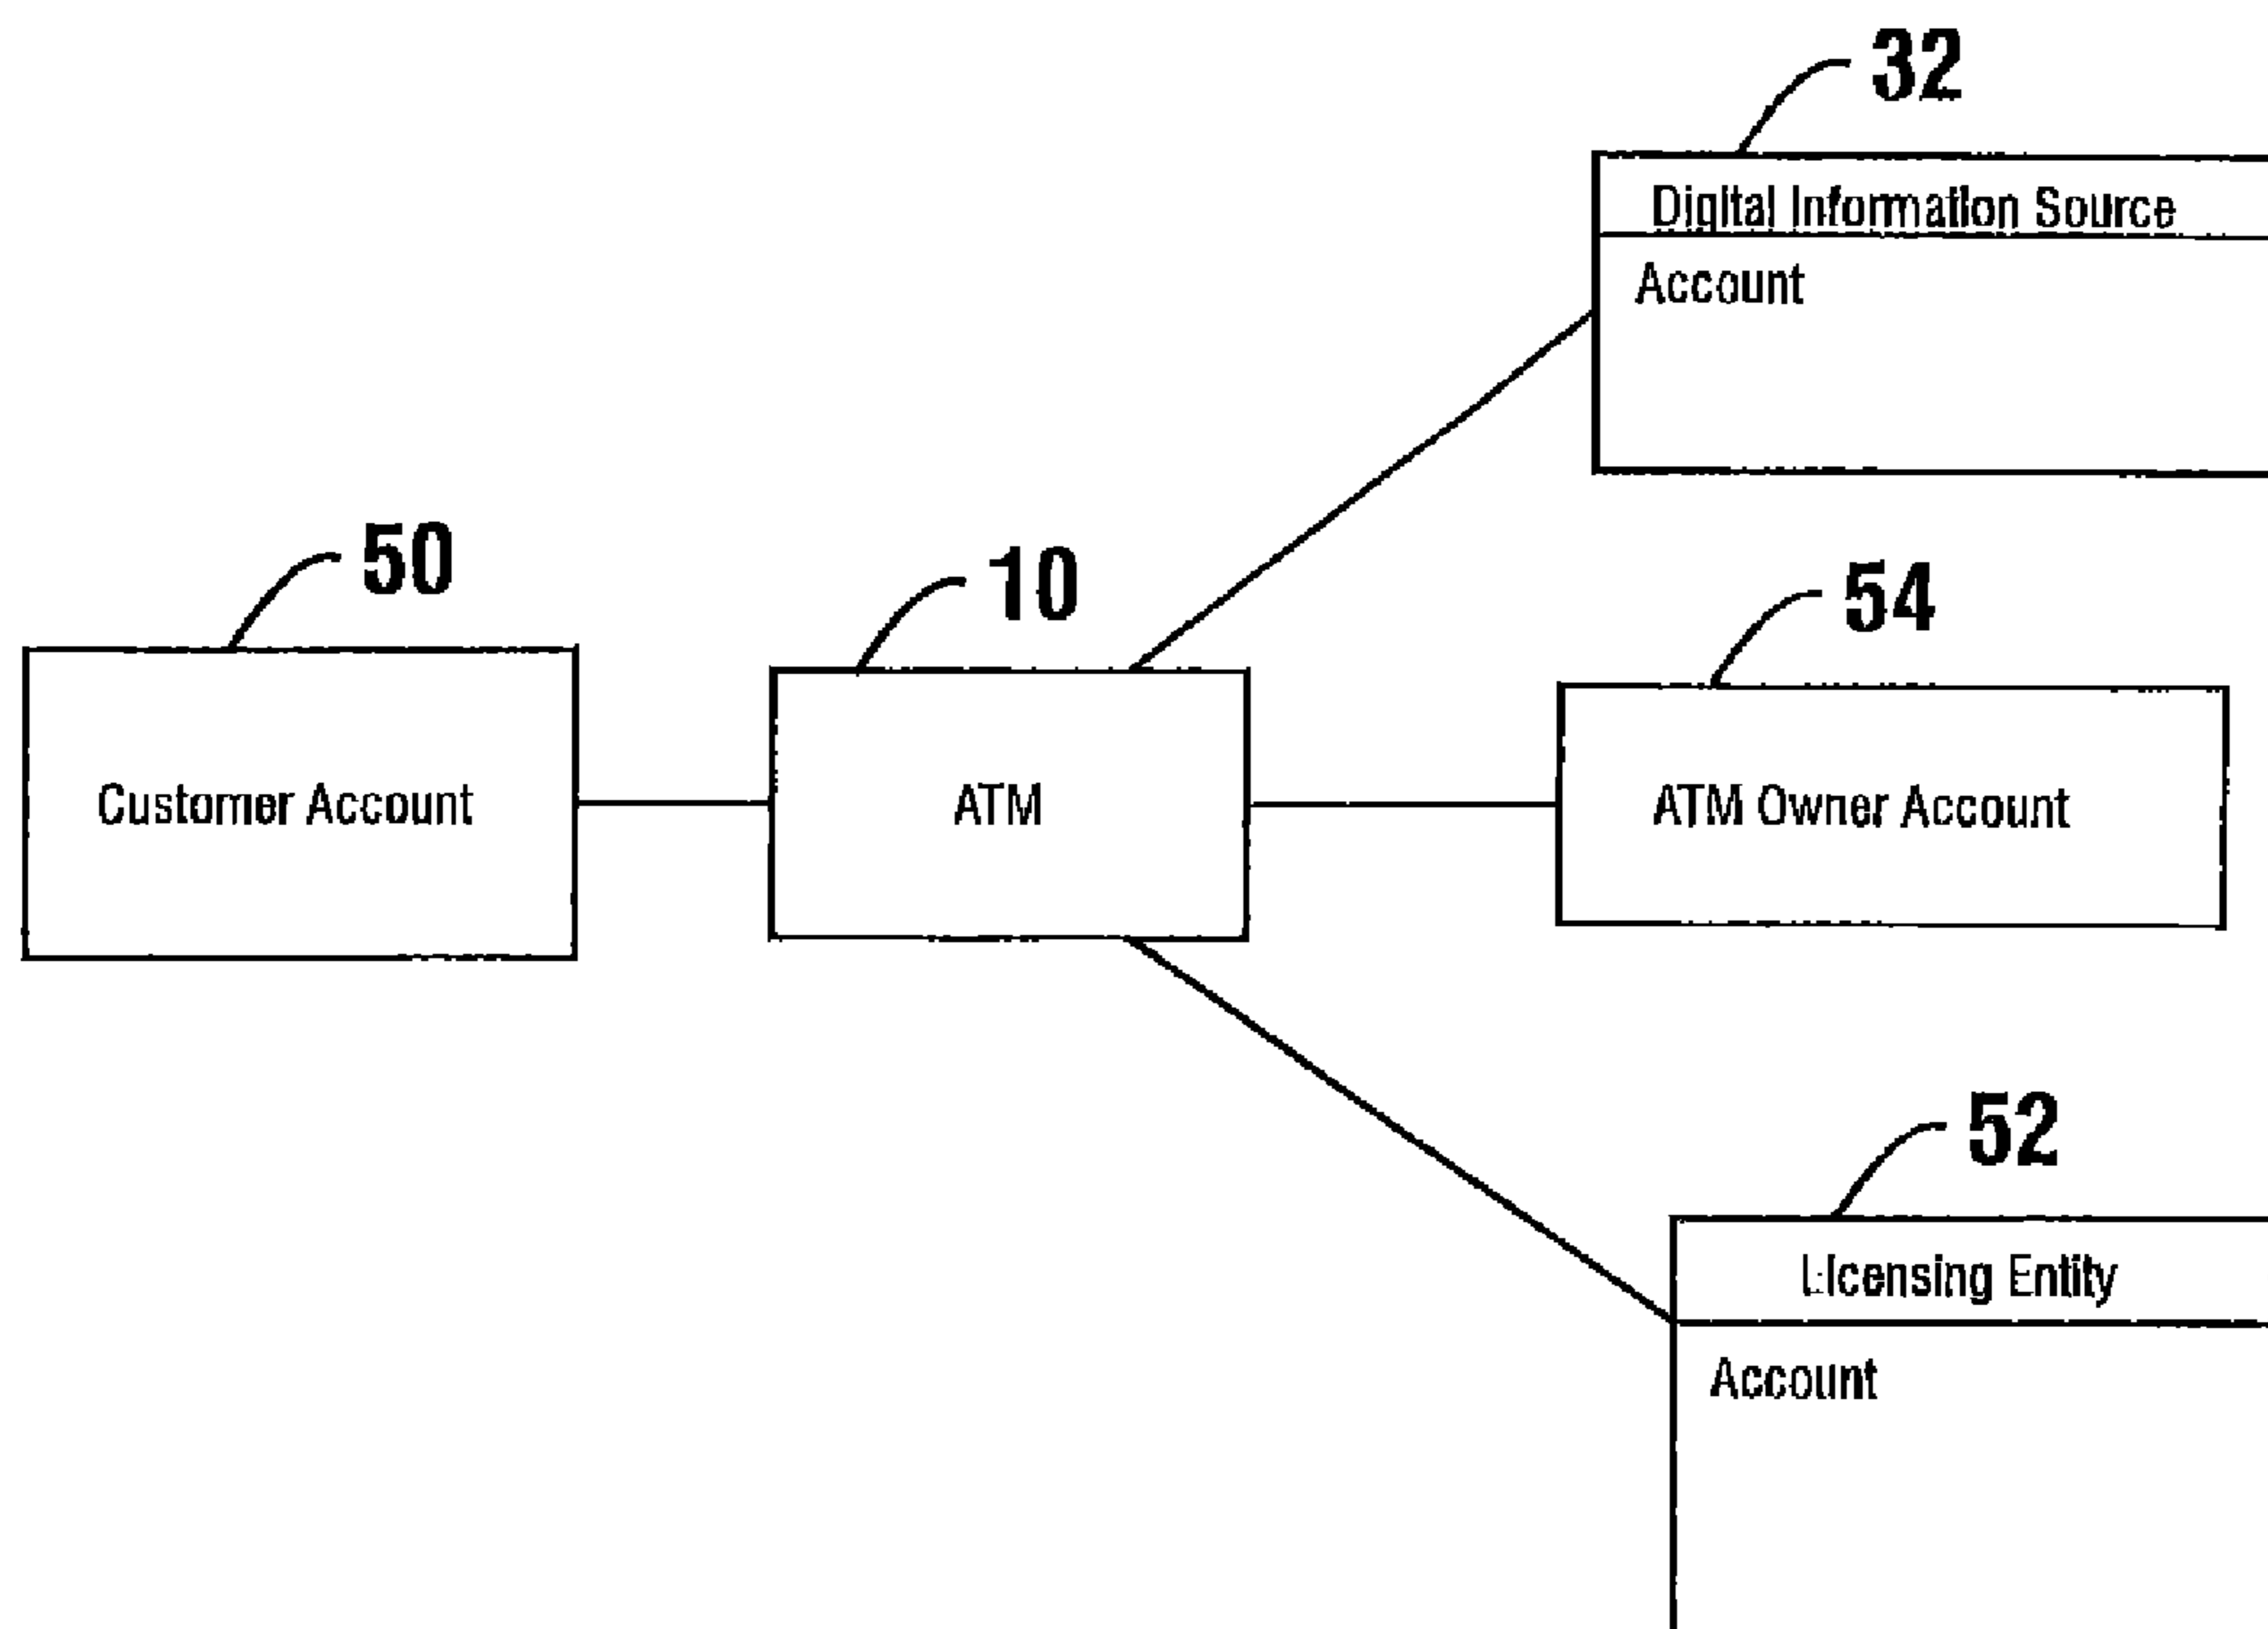 32
Digital Information Source
Account
50
10
54
Customer Account
ATM
ATM Owner Account
52
Licensing Entity
Account